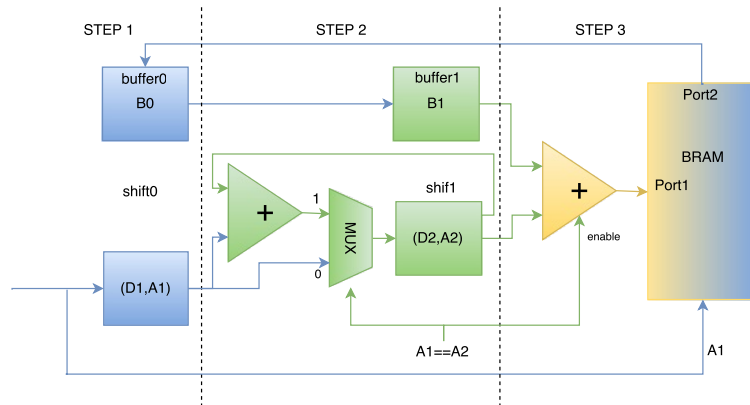 STEP 1
STEP 2
STEP 3
buffer0
B0
buffer1
B1
Port2
BRAM
Port1
shift0
shif1
+
1
MUX
0
(D2,A2)
+
enable
(D1,A1)
A1==A2
A1